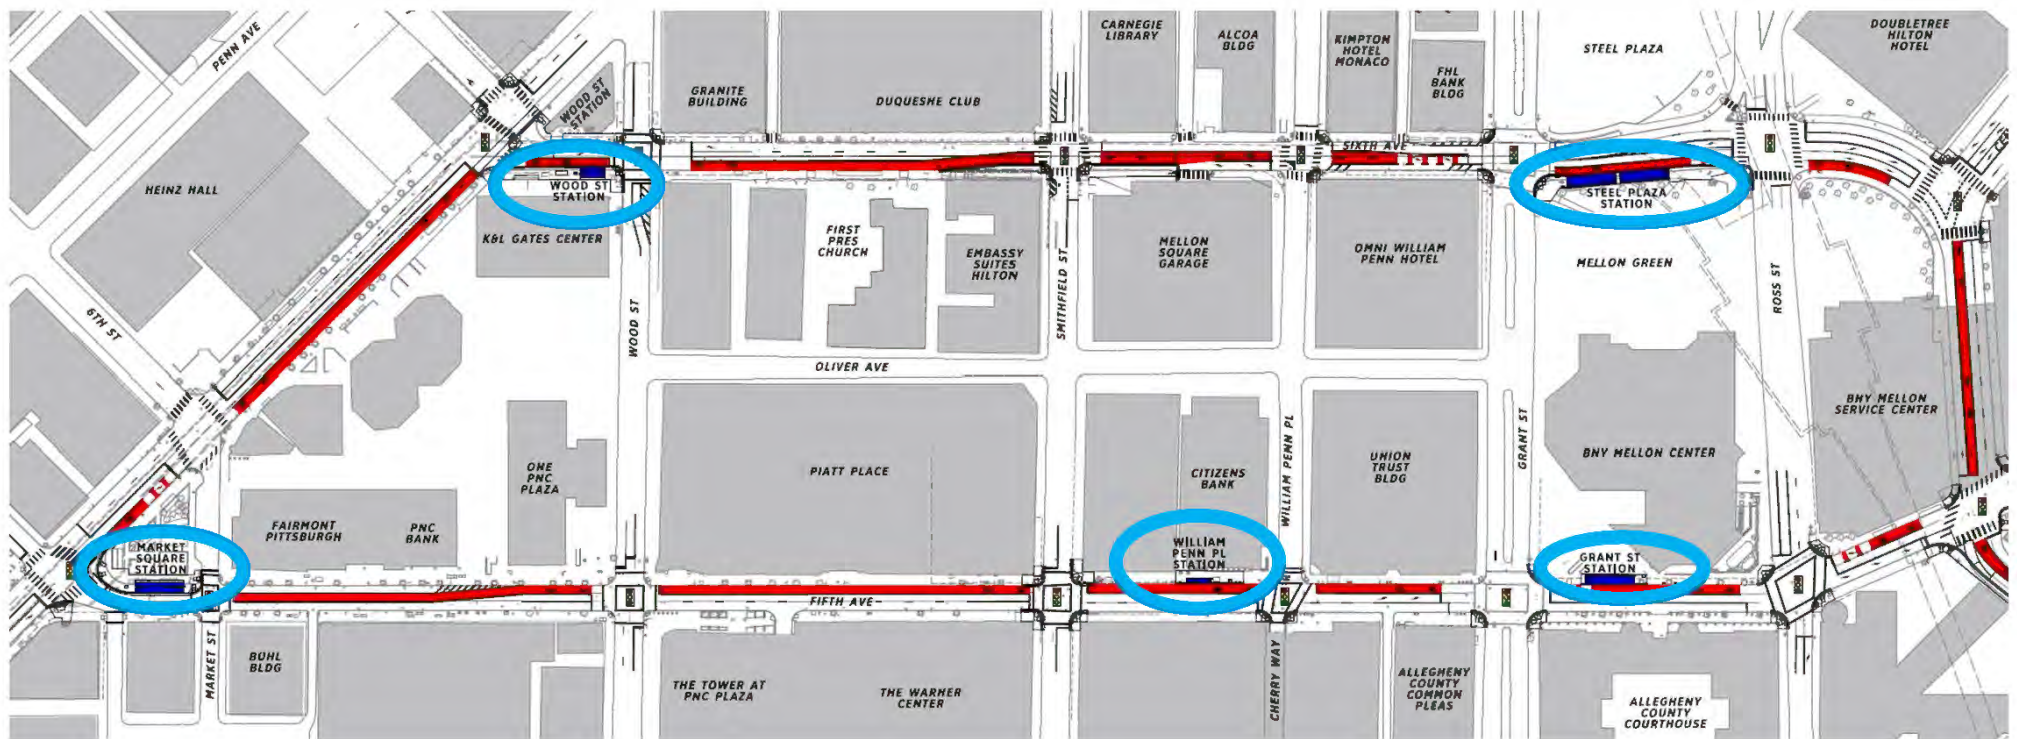 PENN AVE
CARNEGIE
LIBRARY
ALCOA
BLDG
KIMPTON
HOTEL
MONACO
FHL
BANK
BLDG
STEEL PLAZA
DOUBLETREE
HILTON
HOTEL
WOOD ST
STATION
GRANITE
BUILDING
DUQUESHE CLUB
SIXTH AVE
HEINZ HALL
WOOD ST
STATION
K&L GATES CENTER
FIRST
PRES
CHURCH
EMBASSY
SUITES
HILTON
SMITHFIELD ST
MELLON
SQUARE
GARAGE
OMNI WILLIAM
PENN HOTEL
STEEL PLAZA
STATION
MELLON GREEN
ROSS ST
6TH ST
WOOD ST
OLIVER AVE
ONE
PNC
PLAZA
PIATT PLACE
CITIZENS
BANK
WILLIAM PENN PL
UNION
TRUST
BLDG
GRANT ST
BNY MELLON CENTER
BNY MELLON
SERVICE CENTER
FAIRMONT
PITTSBURGH
PNC
BANK
MARKET
SQUARE
STATION
WILLIAM
PENN PL
STATION
GRANT ST
STATION
FIFTH AVE
MARKET ST
BUHL
BLDG
THE TOWER AT
PNC PLAZA
THE WARNER
CENTER
CHERRY WAY
ALLEGHENY
COUNTY
COMMON
PLEAS
ALLEGHENY
COUNTY
COURTHOUSE